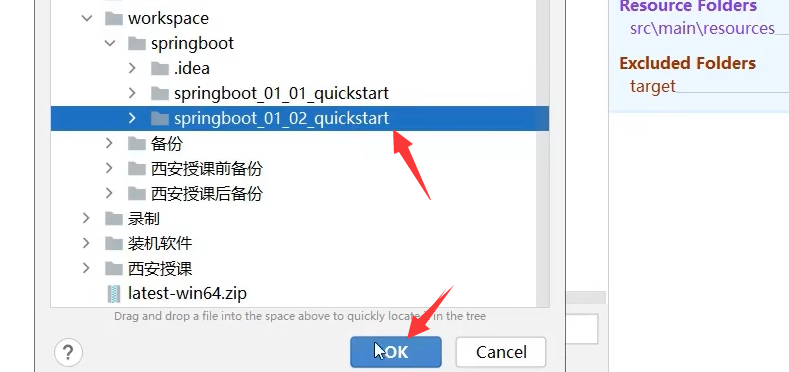 workspace
springboot
.idea
springboot_01_01_quickstart
springboot_01_02_quickstart
备份
西安授课前备份
西安授课后备份
录制
装机软件
西安授课
latest-win64.zip
Drag and drop a file into the space above to quickly locate it in the tree
?
OK
Cancel
Resource Folders
src\main\resources
Excluded Folders
target